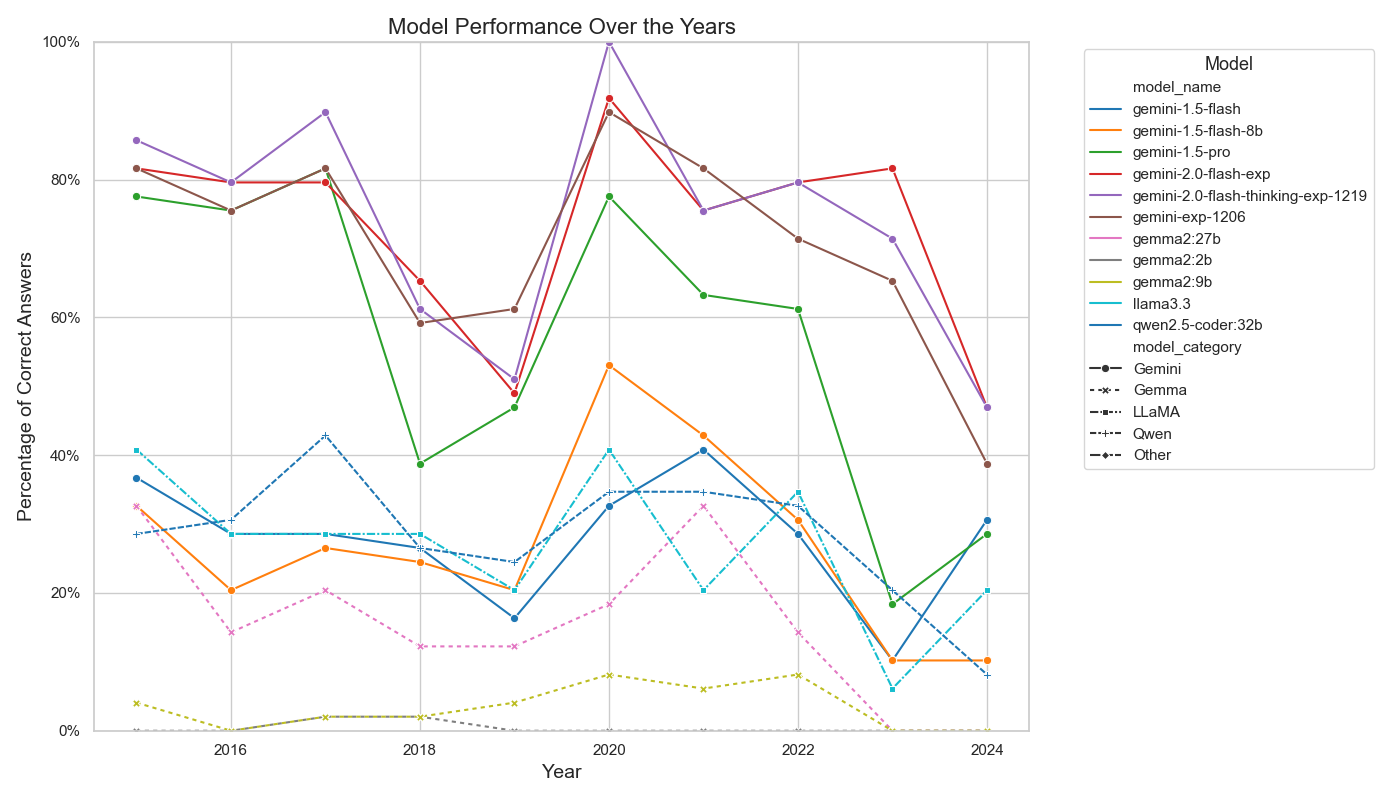 Model Performance Over the Years
100%
80%
60%
40%
20%
0%
Percentage of Correct Answers
2016
2018
2020
2022
2024
Year
Model
model_name
gemini-1.5-flash
gemini-1.5-flash-8b
gemini-1.5-pro
gemini-2.0-flash-exp
gemini-2.0-flash-thinking-exp-1219
gemini-exp-1206
gemma2:27b
gemma2:2b
gemma2:9b
llama3.3
qwen2.5-coder:32b
model_category
Gemini
Gemma
LLaMA
Qwen
Other